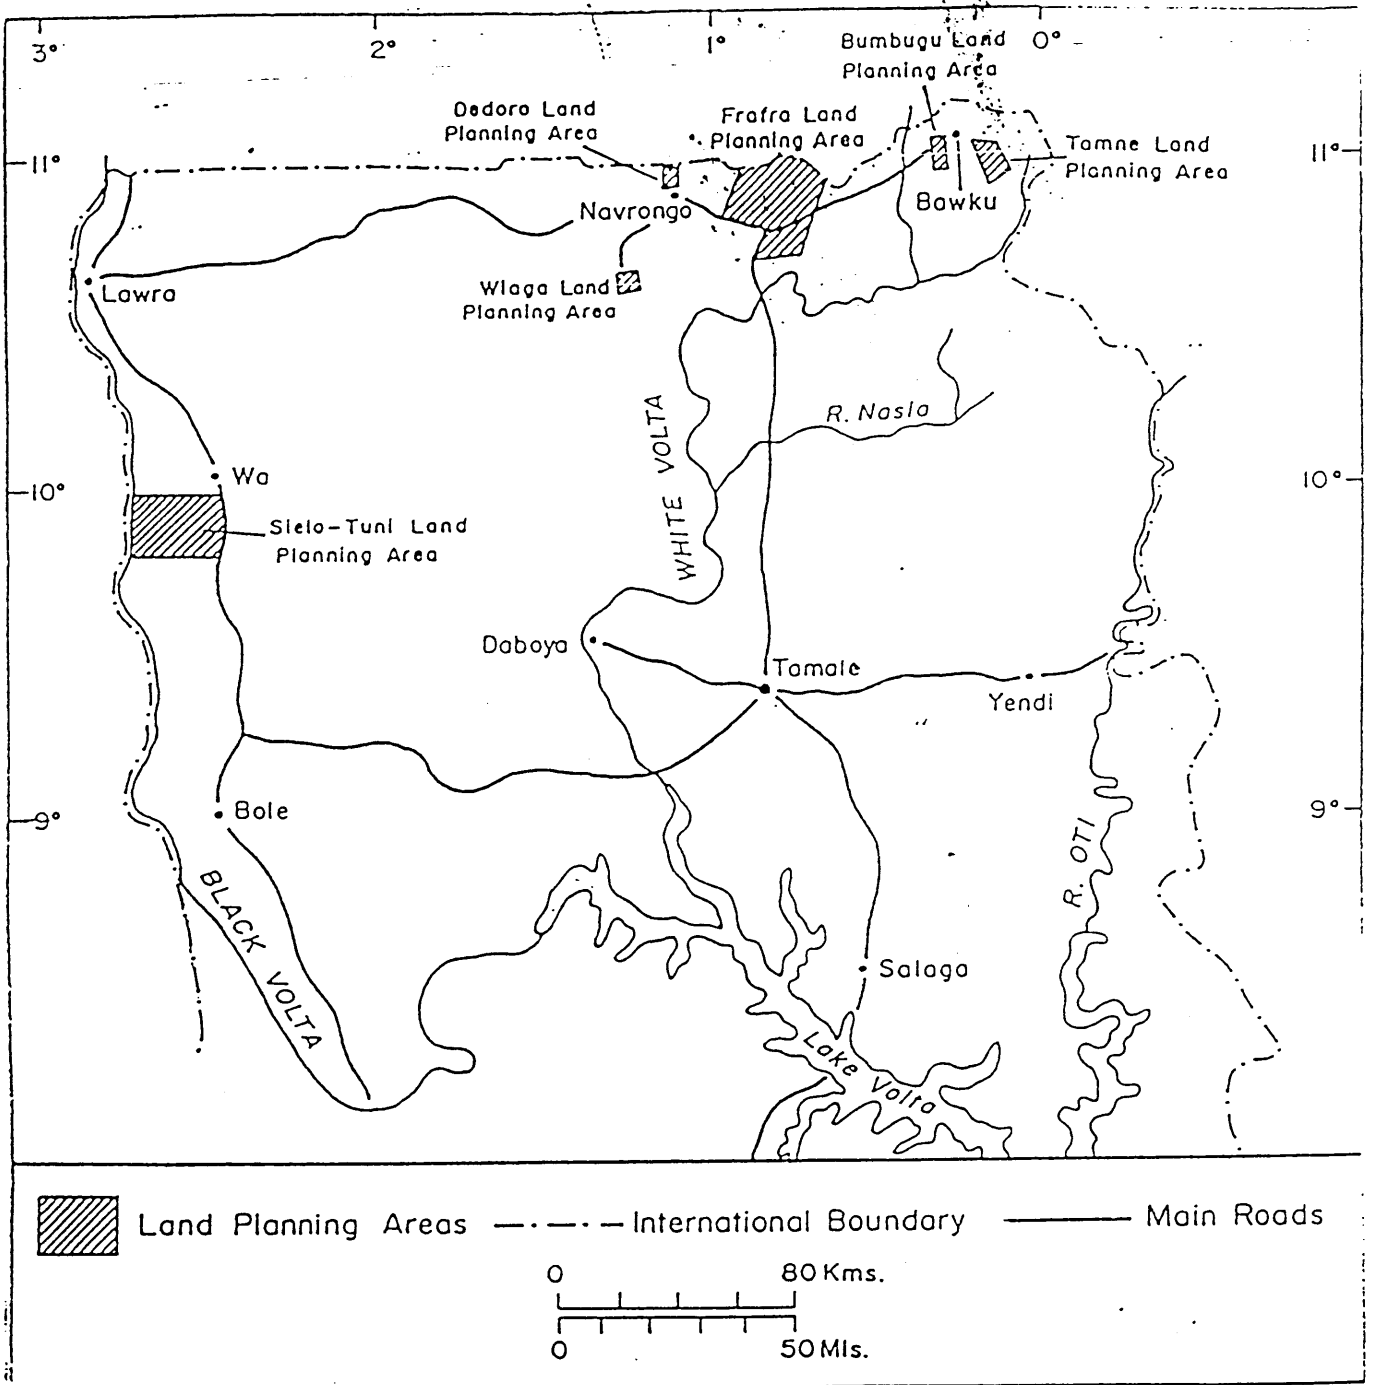 3°
2°
1°
0°
Bumbugu Land
Planning Area
Dedoro Land
Planning Area
Frafra Land
Planning Area
Tamne Land
Planning Area
11°
11°
Bawku
Navrongo
Lawra
Wiaga Land
Planning Area
WHITE VOLTA
R. Nasia
Wa
10°
10°
Sielo-Tuni Land
Planning Area
Daboya
Tamale
Yendi
Bole
9°
9°
BLACK VOLTA
R. OTI
Salaga
Lake Volta
Land Planning Areas
International Boundary
Main Roads
0
80 Kms.
0
50 Mls.